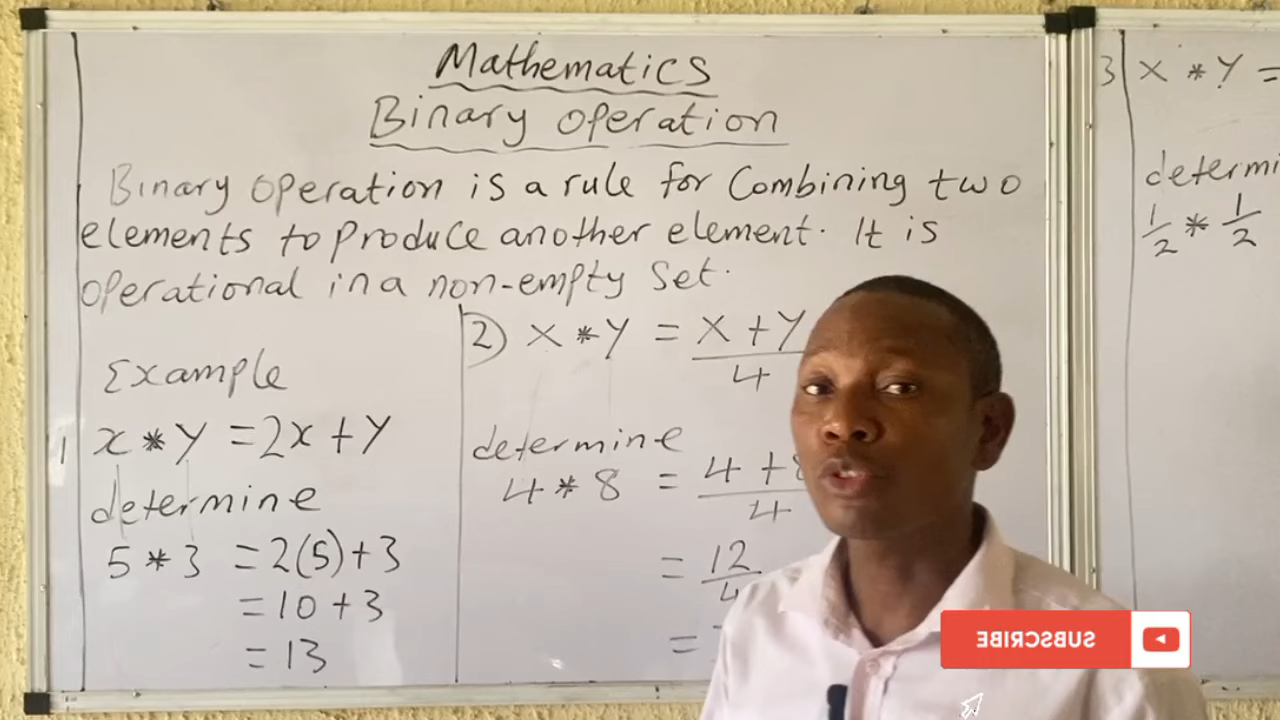 Mathematics
Binary operation
Binary operation is a rule for Combining two
elements to produce another element. It is
operational in a non-empty Set.
Example
1 x * y = 2x + y
determine
5 * 3 = 2(5) + 3
= 10 + 3
= 13
2) X * Y = X + Y
4
determine
4 * 8 = 4 +
4
= 12
4
=
3 X * Y =
1/2 * 1/2
SUBSCRIBE